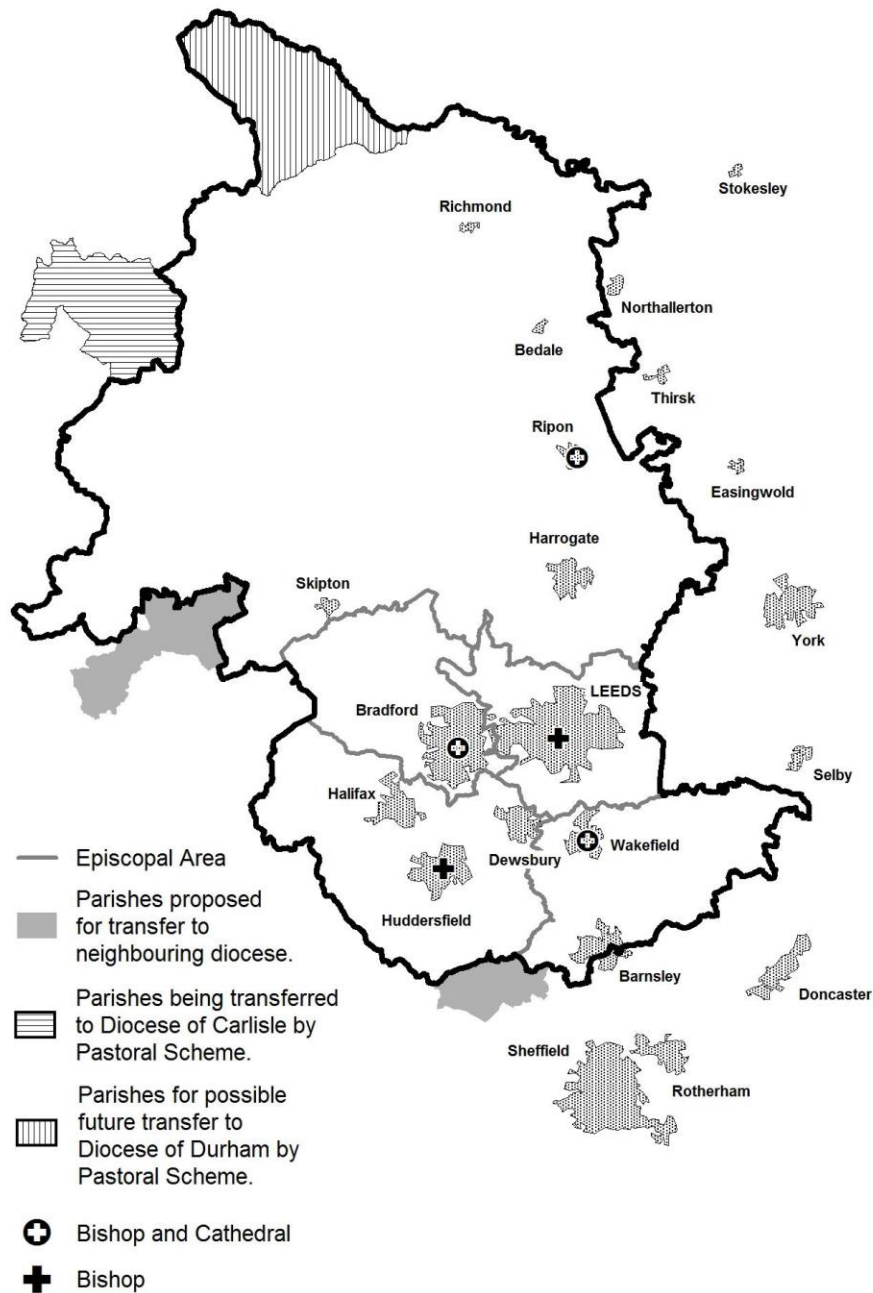 Stokesley
Richmond
Northallerton
Bedale
Thirsk
Ripon
Easingwold
Harrogate
Skipton
York
LEEDS
Bradford
Selby
Halifax
Dewsbury
Wakefield
Huddersfield
Barnsley
Doncaster
Sheffield
Rotherham
Episcopal Area
Parishes proposed
for transfer to
neighbouring diocese.
Parishes being transferred
to Diocese of Carlisle by
Pastoral Scheme.
Parishes for possible
future transfer to
Diocese of Durham by
Pastoral Scheme.
Bishop and Cathedral
Bishop